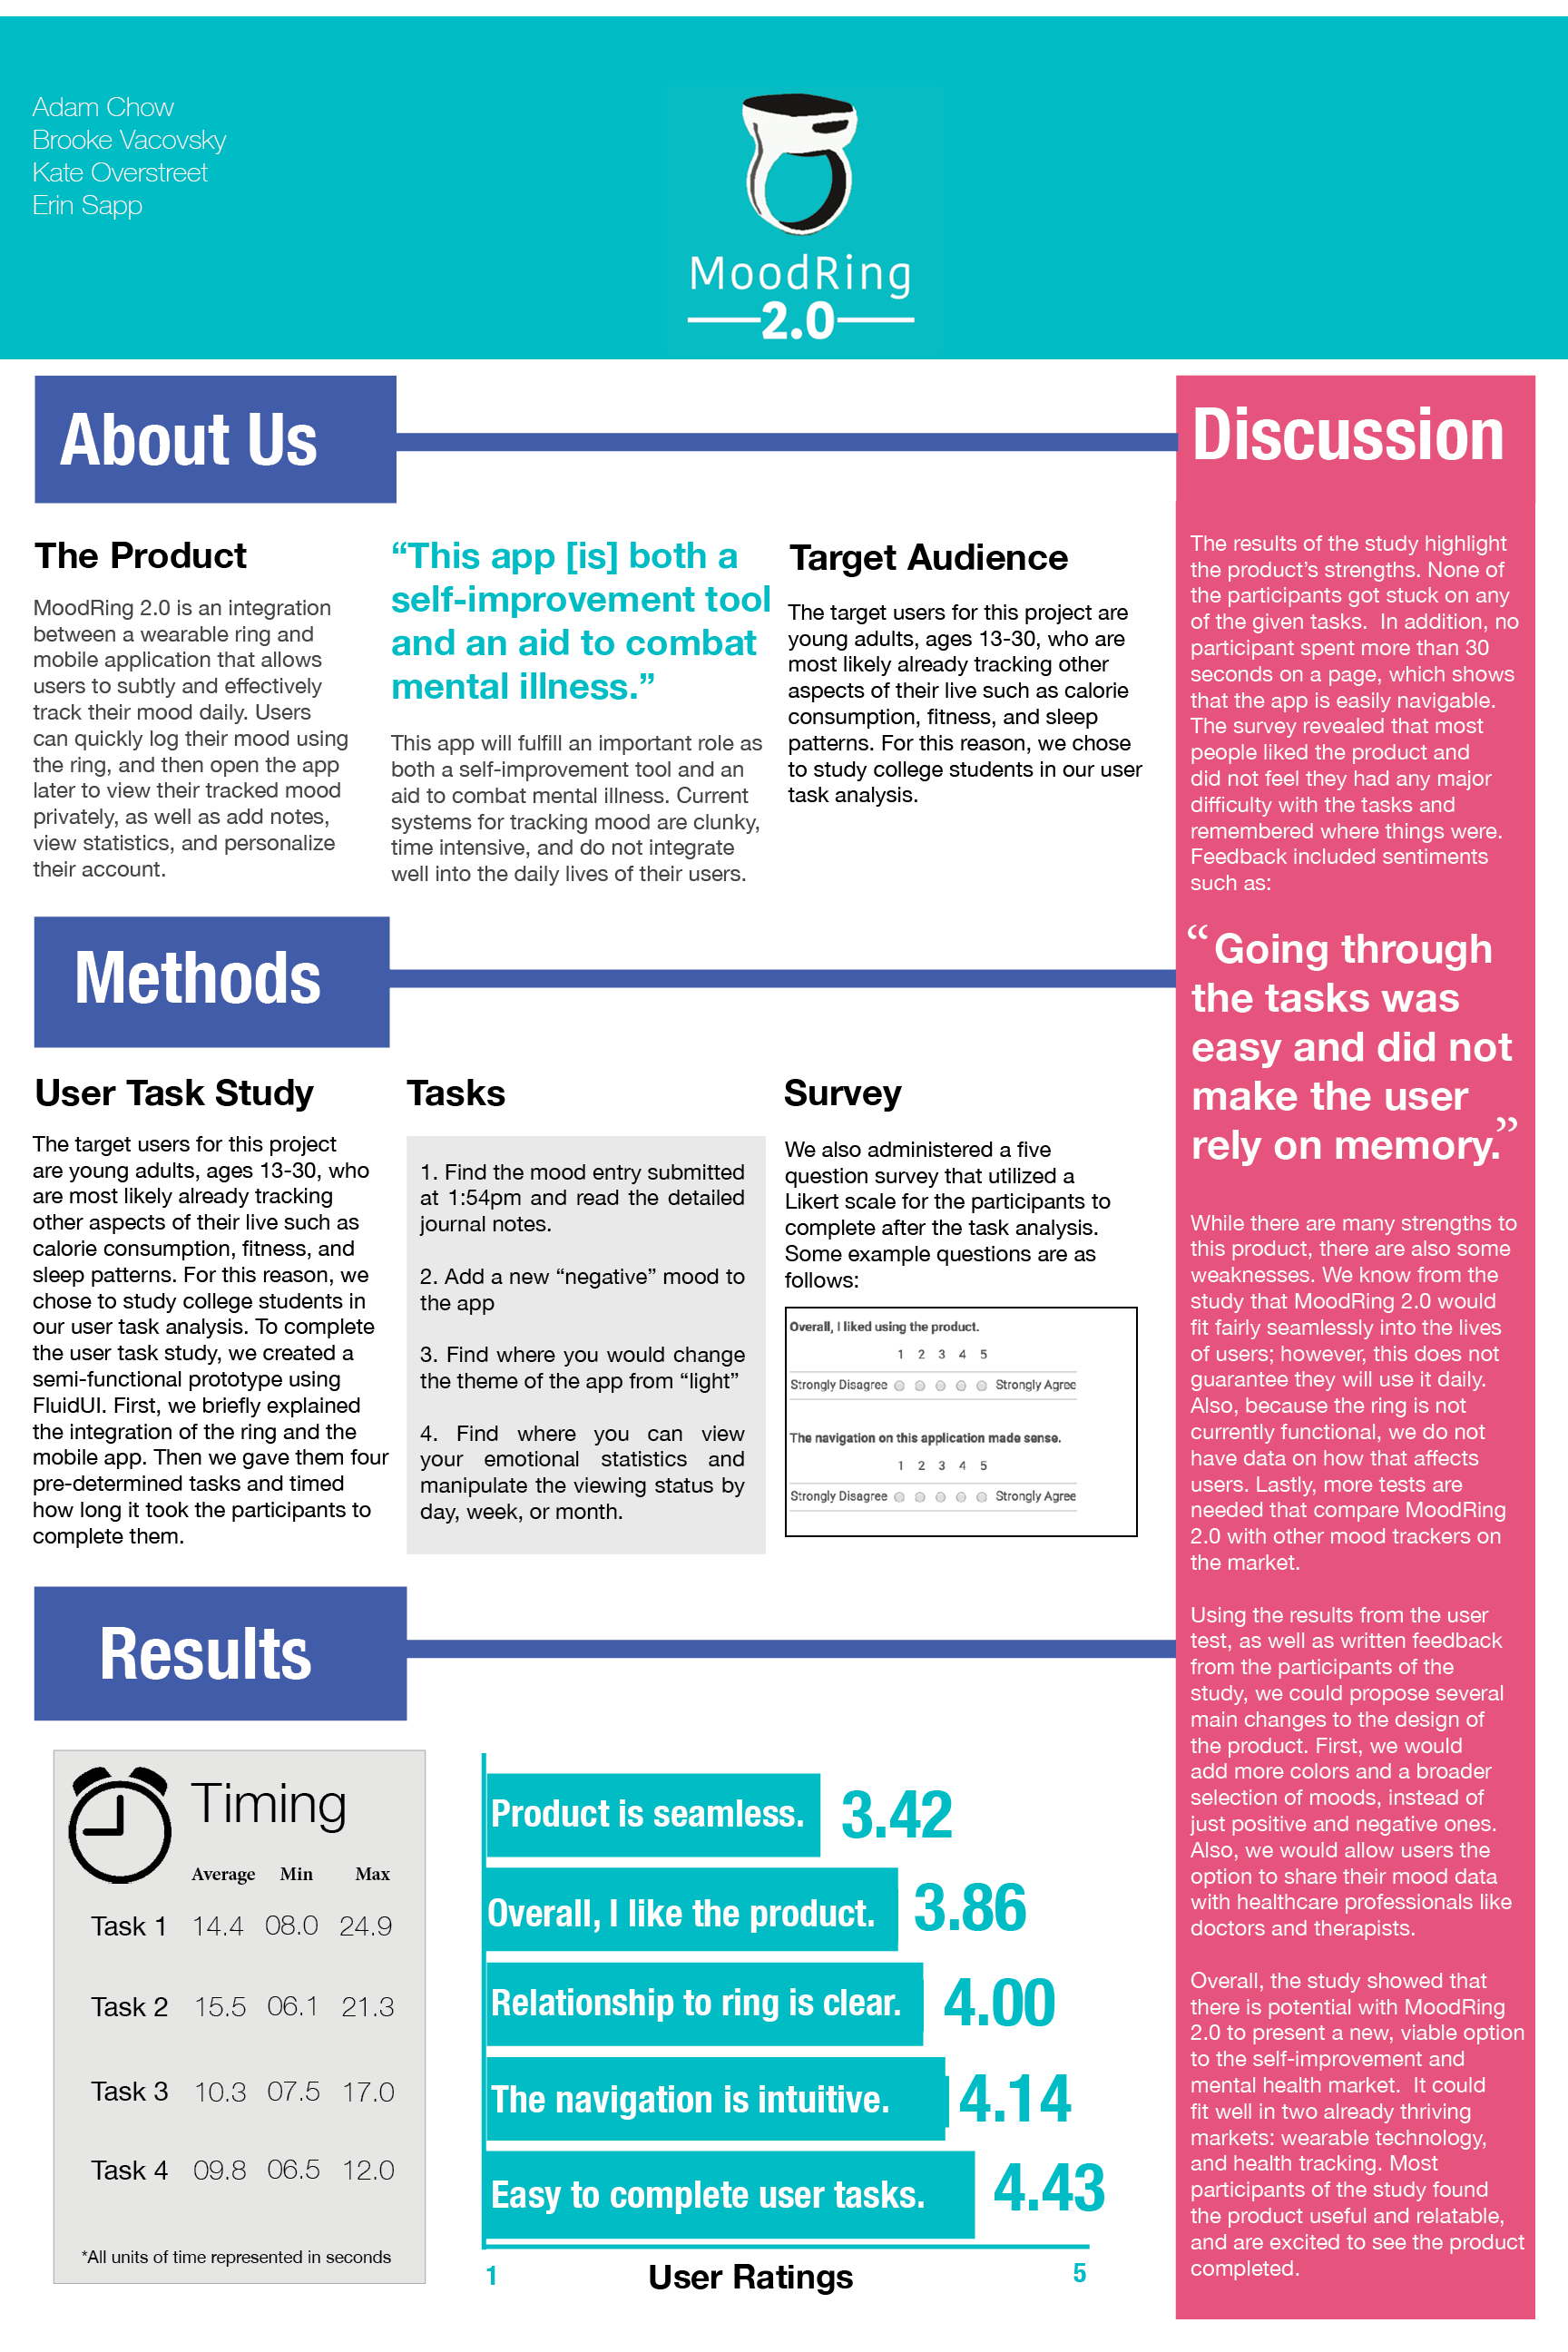 Adam Chow
Brooke Vacovsky
Kate Overstreet
Erin Sapp
MoodRing
2.0
About Us
The Product
MoodRing 2.0 is an integration
between a wearable ring and
mobile application that allows
users to subtly and effectively
track their mood daily. Users
can quickly log their mood using
the ring, and then open the app
later to view their tracked mood
privately, as well as add notes,
view statistics, and personalize
their account.
“This app [is] both a
self-improvement tool
and an aid to combat
mental illness.”
This app will fulfill an important role as
both a self-improvement tool and an
aid to combat mental illness. Current
systems for tracking mood are clunky,
time intensive, and do not integrate
well into the daily lives of their users.
Target Audience
The target users for this project are
young adults, ages 13-30, who are
most likely already tracking other
aspects of their live such as calorie
consumption, fitness, and sleep
patterns. For this reason, we chose
to study college students in our user
task analysis.
Methods
User Task Study
The target users for this project
are young adults, ages 13-30, who
are most likely already tracking
other aspects of their live such as
calorie consumption, fitness, and
sleep patterns. For this reason, we
chose to study college students in
our user task analysis. To complete
the user task study, we created a
semi-functional prototype using
FluidUI. First, we briefly explained
the integration of the ring and the
mobile app. Then we gave them four
pre-determined tasks and timed
how long it took the participants to
complete them.
Tasks
1. Find the mood entry submitted
at 1:54pm and read the detailed
journal notes.
2. Add a new “negative” mood to
the app
3. Find where you would change
the theme of the app from “light”
4. Find where you can view
your emotional statistics and
manipulate the viewing status by
day, week, or month.
Survey
We also administered a five
question survey that utilized a
Likert scale for the participants to
complete after the task analysis.
Some example questions are as
follows:
Overall, I liked using the product.
1 2 3 4 5
Strongly Disagree Strongly Agree
The navigation on this application made sense.
1 2 3 4 5
Strongly Disagree Strongly Agree
Results
Timing
Average Min Max
Task 1 14.4 08.0 24.9
Task 2 15.5 06.1 21.3
Task 3 10.3 07.5 17.0
Task 4 09.8 06.5 12.0
*All units of time represented in seconds
Product is seamless. 3.42
Overall, I like the product. 3.86
Relationship to ring is clear. 4.00
The navigation is intuitive. 4.14
Easy to complete user tasks. 4.43
1 User Ratings 5
Discussion
The results of the study highlight
the product’s strengths. None of
the participants got stuck on any
of the given tasks. In addition, no
participant spent more than 30
seconds on a page, which shows
that the app is easily navigable.
The survey revealed that most
people liked the product and
did not feel they had any major
difficulty with the tasks and
remembered where things were.
Feedback included sentiments
such as:
“Going through
the tasks was
easy and did not
make the user
rely on memory.”
While there are many strengths to
this product, there are also some
weaknesses. We know from the
study that MoodRing 2.0 would
fit fairly seamlessly into the lives
of users; however, this does not
guarantee they will use it daily.
Also, because the ring is not
currently functional, we do not
have data on how that affects
users. Lastly, more tests are
needed that compare MoodRing
2.0 with other mood trackers on
the market.
Using the results from the user
test, as well as written feedback
from the participants of the
study, we could propose several
main changes to the design of
the product. First, we would
add more colors and a broader
selection of moods, instead of
just positive and negative ones.
Also, we would allow users the
option to share their mood data
with healthcare professionals like
doctors and therapists.
Overall, the study showed that
there is potential with MoodRing
2.0 to present a new, viable option
to the self-improvement and
mental health market. It could
fit well in two already thriving
markets: wearable technology,
and health tracking. Most
participants of the study found
the product useful and relatable,
and are excited to see the product
completed.